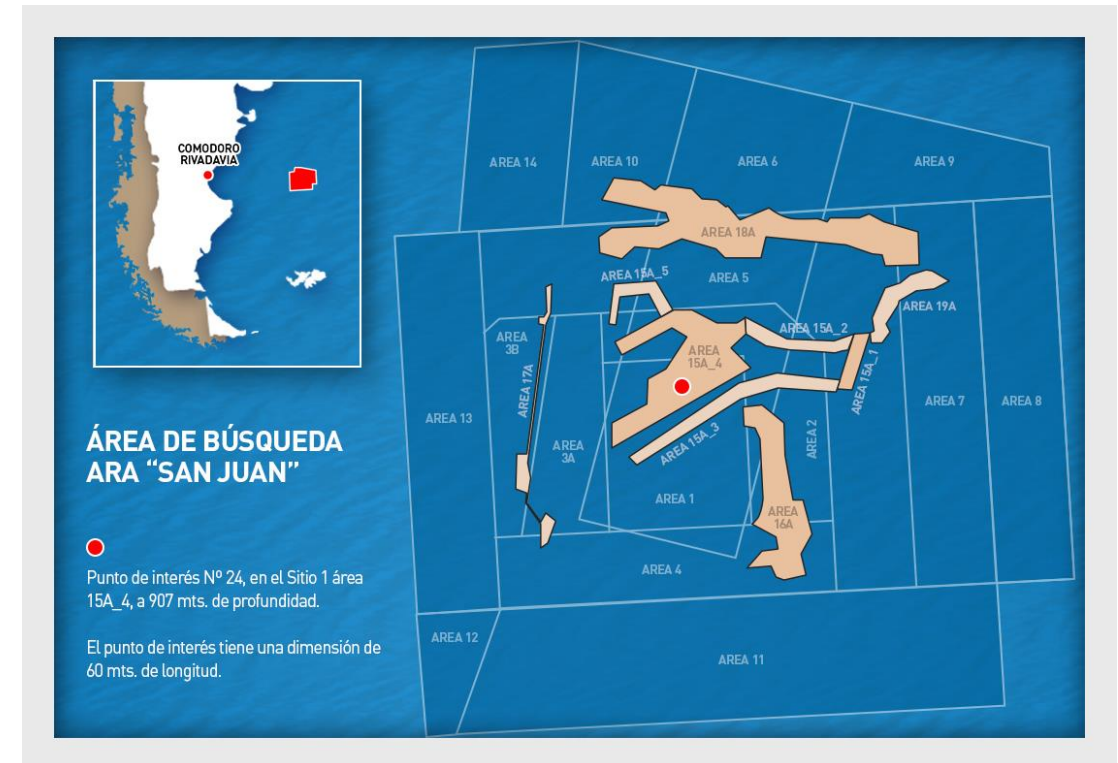 COMODORO
RIVADAVIA
ÁREA DE BÚSQUEDA
ARA “SAN JUAN”
Punto de interés Nº 24, en el Sitio 1 área
15A_4, a 907 mts. de profundidad.
El punto de interés tiene una dimensión de
60 mts. de longitud.
AREA 14
AREA 10
AREA 6
AREA 9
AREA 18A
AREA 15A_5
AREA 5
AREA 19A
AREA
3B
AREA 15A_2
AREA
15A_4
AREA 15A_1
AREA 17A
AREA 13
AREA 7
AREA 8
AREA
3A
AREA 15A_3
AREA 2
AREA 1
AREA
16A
AREA 4
AREA 12
AREA 11